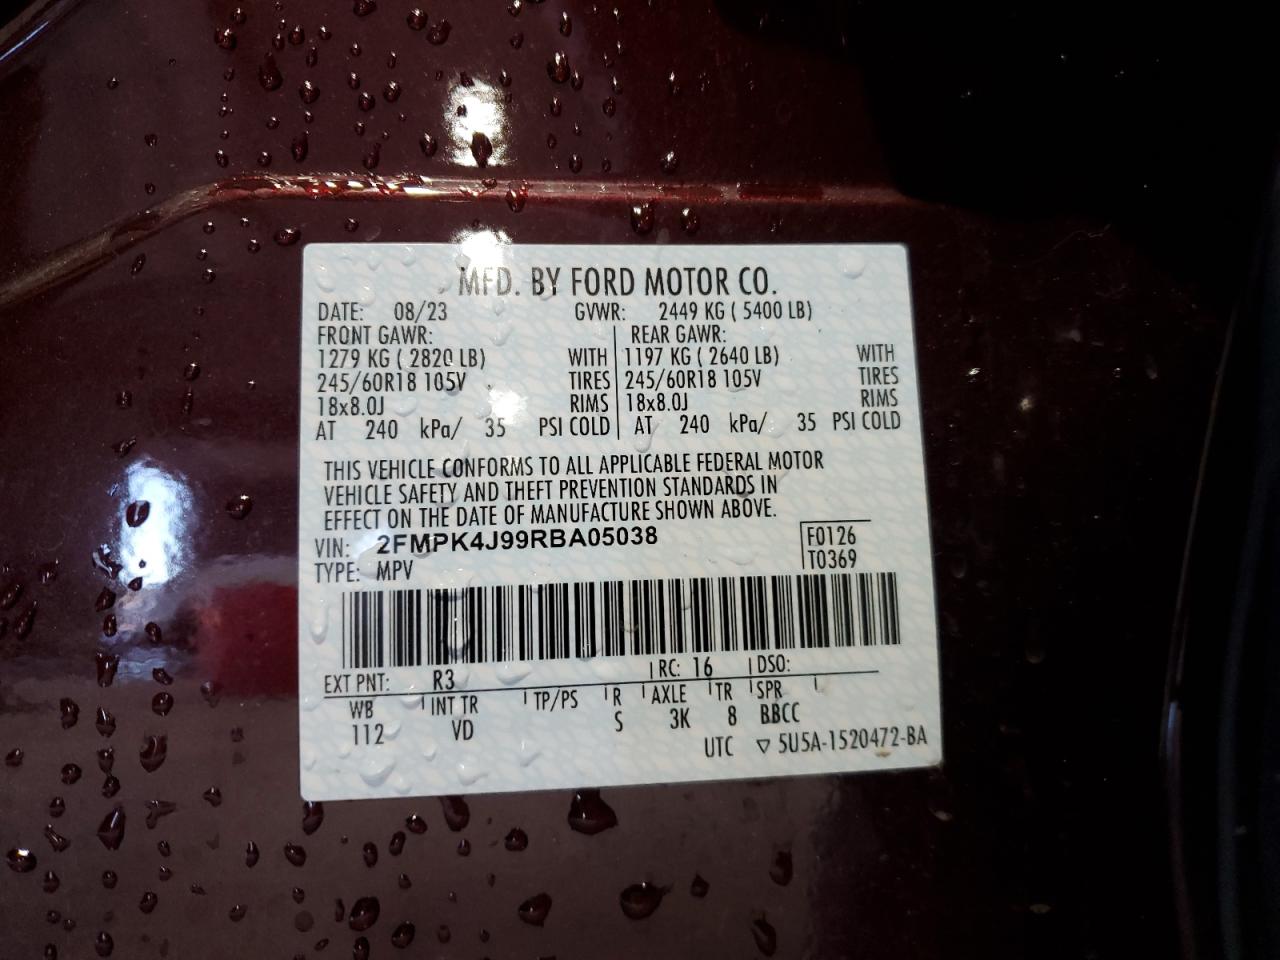 MFD. BY FORD MOTOR CO.
DATE: 08/23 GVWR: 2449 KG ( 5400 LB)
FRONT GAWR: REAR GAWR:
1279 KG ( 2820 LB) WITH 1197 KG ( 2640 LB) WITH
245/60R18 105V TIRES 245/60R18 105V TIRES
18x8.0J RIMS 18x8.0J RIMS
AT 240 kPa/ 35 PSI COLD AT 240 kPa/ 35 PSI COLD
THIS VEHICLE CONFORMS TO ALL APPLICABLE FEDERAL MOTOR
VEHICLE SAFETY AND THEFT PREVENTION STANDARDS IN
EFFECT ON THE DATE OF MANUFACTURE SHOWN ABOVE.
VIN: 2FMPK4J99RBA05038 F0126
TYPE: MPV T0369
EXT PNT: R3 RC: 16 DSO:
WB INT TR TP/PS R AXLE TR SPR
112 VD S 3K 8 BBCC
UTC ▽ 5U5A-1520472-BA